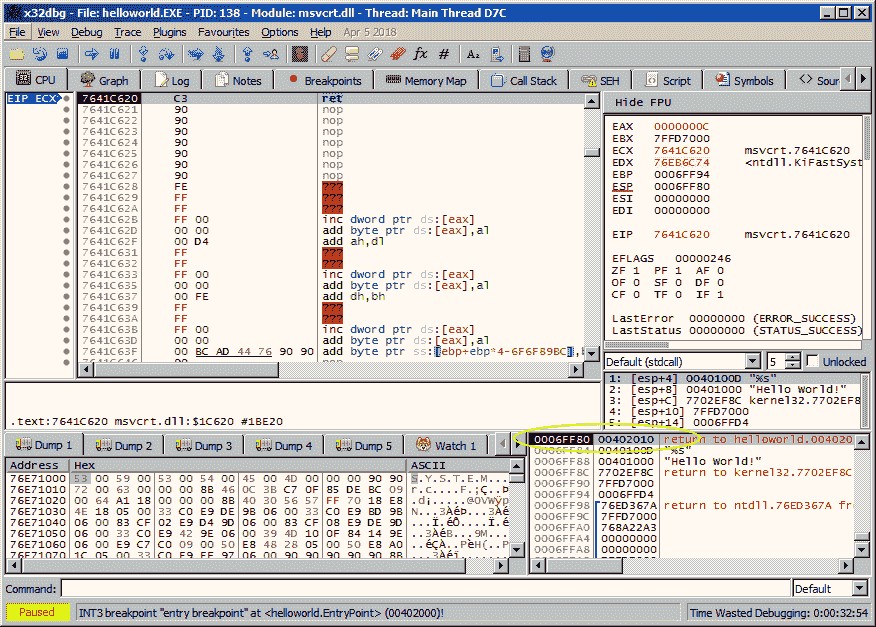 x32dbg - File: helloworld.EXE - PID: 138 - Module: msvcrt.dll - Thread: Main Thread D7C
File View Debug Trace Plugins Favourites Options Help Apr 5 2018
CPU Graph Log Notes Breakpoints Memory Map Call Stack SEH Script Symbols Sour
EIP ECX
7641C620 C3 ret
7641C621 90 nop
7641C622 90 nop
7641C623 90 nop
7641C624 90 nop
7641C625 90 nop
7641C626 90 nop
7641C627 90 nop
7641C628 FE ???
7641C629 FF ???
7641C62A FF ???
7641C62B FF 00 inc dword ptr ds:[eax]
7641C62D 00 00 add byte ptr ds:[eax],al
7641C62F 00 D4 add ah,dl
7641C631 FF ???
7641C632 FF ???
7641C633 FF 00 inc dword ptr ds:[eax]
7641C635 00 00 add byte ptr ds:[eax],al
7641C637 00 FE add dh,bh
7641C639 FF ???
7641C63A FF ???
7641C63B FF 00 inc dword ptr ds:[eax]
7641C63D 00 00 add byte ptr ds:[eax],al
7641C63F 00 BC AD 44 76 90 90 add byte ptr ss:[ebp+ebp*4-6F6F89BC],b
.text:7641C620 msvcrt.dll:$1C620 #1BE20
Hide FPU
EAX 0000000C
EBX 7FFD7000
ECX 7641C620 msvcrt.7641C620
EDX 76EB6C74 <ntdll.KiFastSyst
EBP 0006FF94
ESP 0006FF80
ESI 00000000
EDI 00000000
EIP 7641C620 msvcrt.7641C620
EFLAGS 00000246
ZF 1 PF 1 AF 0
OF 0 SF 0 DF 0
CF 0 TF 0 IF 1
LastError 00000000 (ERROR_SUCCESS)
LastStatus 00000000 (STATUS_SUCCESS)
Default (stdcall) 5 Unlocked
1: [esp+4] 0040100D "%s"
2: [esp+8] 00401000 "Hello World!"
3: [esp+C] 7702EF8C kernel32.7702EF8
4: [esp+10] 7FFD7000
5: [esp+14] 0006FFD4
Dump 1 Dump 2 Dump 3 Dump 4 Dump 5 Watch 1
Address Hex ASCII
76E71000 53 00 59 00 53 00 54 00 45 00 4D 00 00 00 90 90 S.Y.S.T.E.M...
76E71010 72 00 63 00 00 00 8B 46 0C 3B C7 0F 85 DE BC 09
76E71020 00 64 A1 18 00 00 00 8B 40 30 56 57 FF 70 18 E8
76E71030 4E 18 05 00 33 C0 E9 DE 9B 06 00 33 C0 E9 BD 9B
76E71040 06 00 83 CF 02 E9 D4 9D 06 00 83 CF 08 E9 DE 9D
76E71050 06 00 33 C0 E9 42 9E 06 00 39 4D 10 0F 84 14 9E
76E71060 06 00 E9 C7 C0 09 00 50 E8 48 28 05 00 50 E8 A0
76E71070 1C 05 00 33 C0 E9 EE 97 06 00 90 90 90 90 90 8B
0006FF80 00402010 return to helloworld.004020
0006FF84 0040100D "%s"
0006FF88 00401000 "Hello World!"
0006FF8C 7702EF8C return to kernel32.7702EF8C
0006FF90 7FFD7000
0006FF94 0006FFD4
0006FF98 76ED367A return to ntdll.76ED367A fr
0006FF9C 7FFD7000
0006FFA0 768A22A3
0006FFA4 00000000
0006FFA8 00000000
Command: Default
Paused INT3 breakpoint "entry breakpoint" at <helloworld.EntryPoint> (00402000)! Time Wasted Debugging: 0:00:32:54